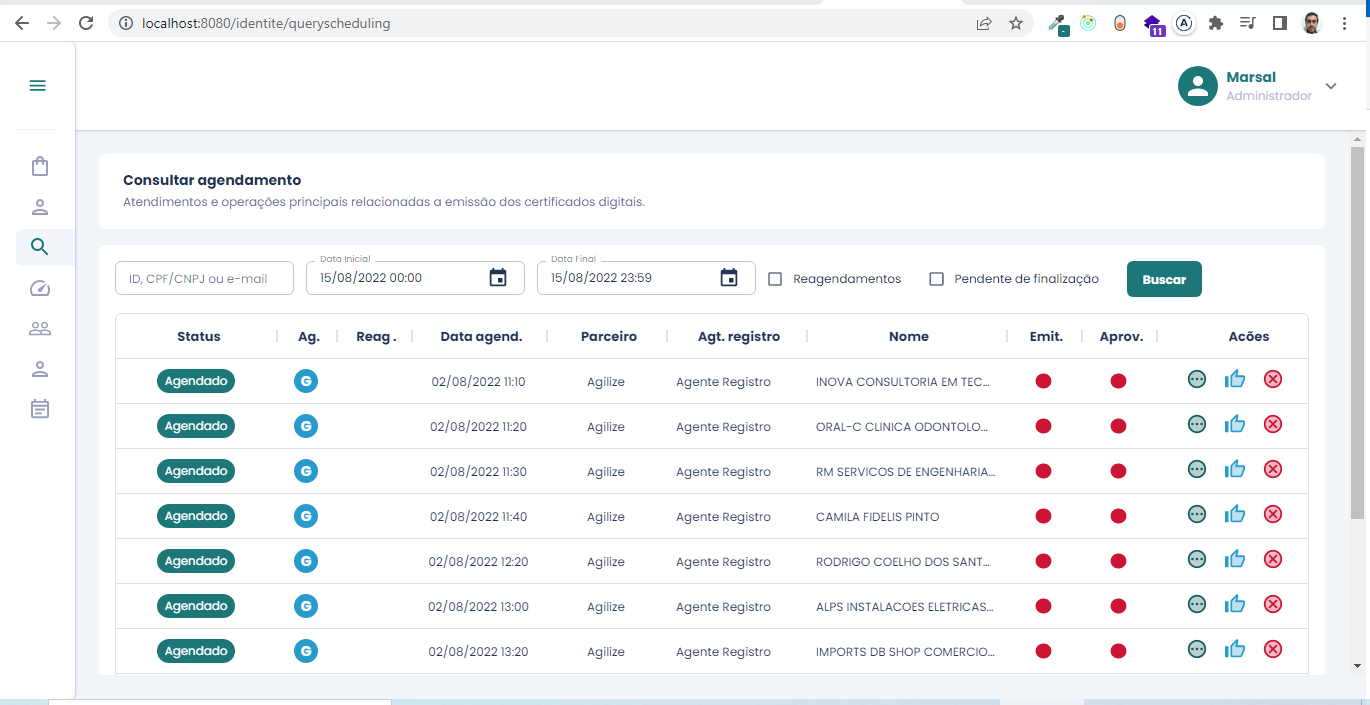 localhost:8080/identite/queryscheduling
11
Marsal
Administrador
Consultar agendamento
Atendimentos e operações principais relacionadas a emissão dos certificados digitais.
ID, CPF/CNPJ ou e-mail
Data Inicial
15/08/2022 00:00
Data Final
15/08/2022 23:59
Reagendamentos
Pendente de finalização
Buscar
Status Ag. Reag . Data agend. Parceiro Agt. registro Nome Emit. Aprov. Acões
Agendado G 02/08/2022 11:10 Agilize Agente Registro INOVA CONSULTORIA EM TEC...
Agendado G 02/08/2022 11:20 Agilize Agente Registro ORAL-C CLINICA ODONTOLO...
Agendado G 02/08/2022 11:30 Agilize Agente Registro RM SERVICOS DE ENGENHARIA...
Agendado G 02/08/2022 11:40 Agilize Agente Registro CAMILA FIDELIS PINTO
Agendado G 02/08/2022 12:20 Agilize Agente Registro RODRIGO COELHO DOS SANT...
Agendado G 02/08/2022 13:00 Agilize Agente Registro ALPS INSTALACOES ELETRICAS...
Agendado G 02/08/2022 13:20 Agilize Agente Registro IMPORTS DB SHOP COMERCIO...